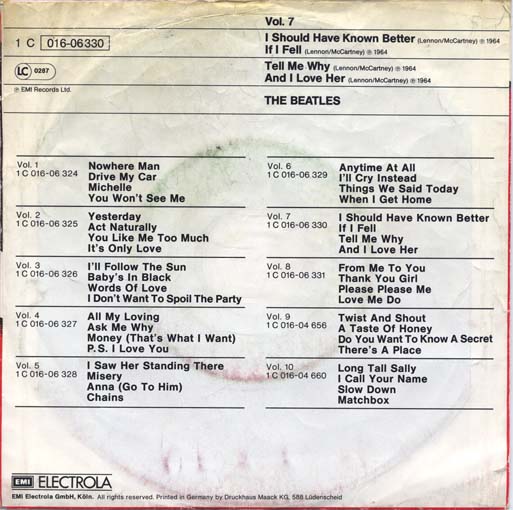 Vol. 7
1 C 016-06330
I Should Have Known Better (Lennon/McCartney) ℗ 1964
If I Fell (Lennon/McCartney) ℗ 1964
LC 0287
Tell Me Why (Lennon/McCartney) ℗ 1964
And I Love Her (Lennon/McCartney) ℗ 1964
℗ EMI Records Ltd.
THE BEATLES
Vol. 1
1 C 016-06 324
Nowhere Man
Drive My Car
Michelle
You Won't See Me
Vol. 2
1 C 016-06 325
Yesterday
Act Naturally
You Like Me Too Much
It's Only Love
Vol. 3
1 C 016-06 326
I'll Follow The Sun
Baby's In Black
Words Of Love
I Don't Want To Spoil The Party
Vol. 4
1 C 016-06 327
All My Loving
Ask Me Why
Money (That's What I Want)
P.S. I Love You
Vol. 5
1 C 016-06 328
I Saw Her Standing There
Misery
Anna (Go To Him)
Chains
Vol. 6
1 C 016-06 329
Anytime At All
I'll Cry Instead
Things We Said Today
When I Get Home
Vol. 7
1 C 016-06 330
I Should Have Known Better
If I Fell
Tell Me Why
And I Love Her
Vol. 8
1 C 016-06 331
From Me To You
Thank You Girl
Please Please Me
Love Me Do
Vol. 9
1 C 016-04 656
Twist And Shout
A Taste Of Honey
Do You Want To Know A Secret
There's A Place
Vol. 10
1 C 016-04 660
Long Tall Sally
I Call Your Name
Slow Down
Matchbox
EMI ELECTROLA
EMI Electrola GmbH, Köln. All rights reserved. Printed in Germany by Druckhaus Maack KG, 588 Lüdenscheid